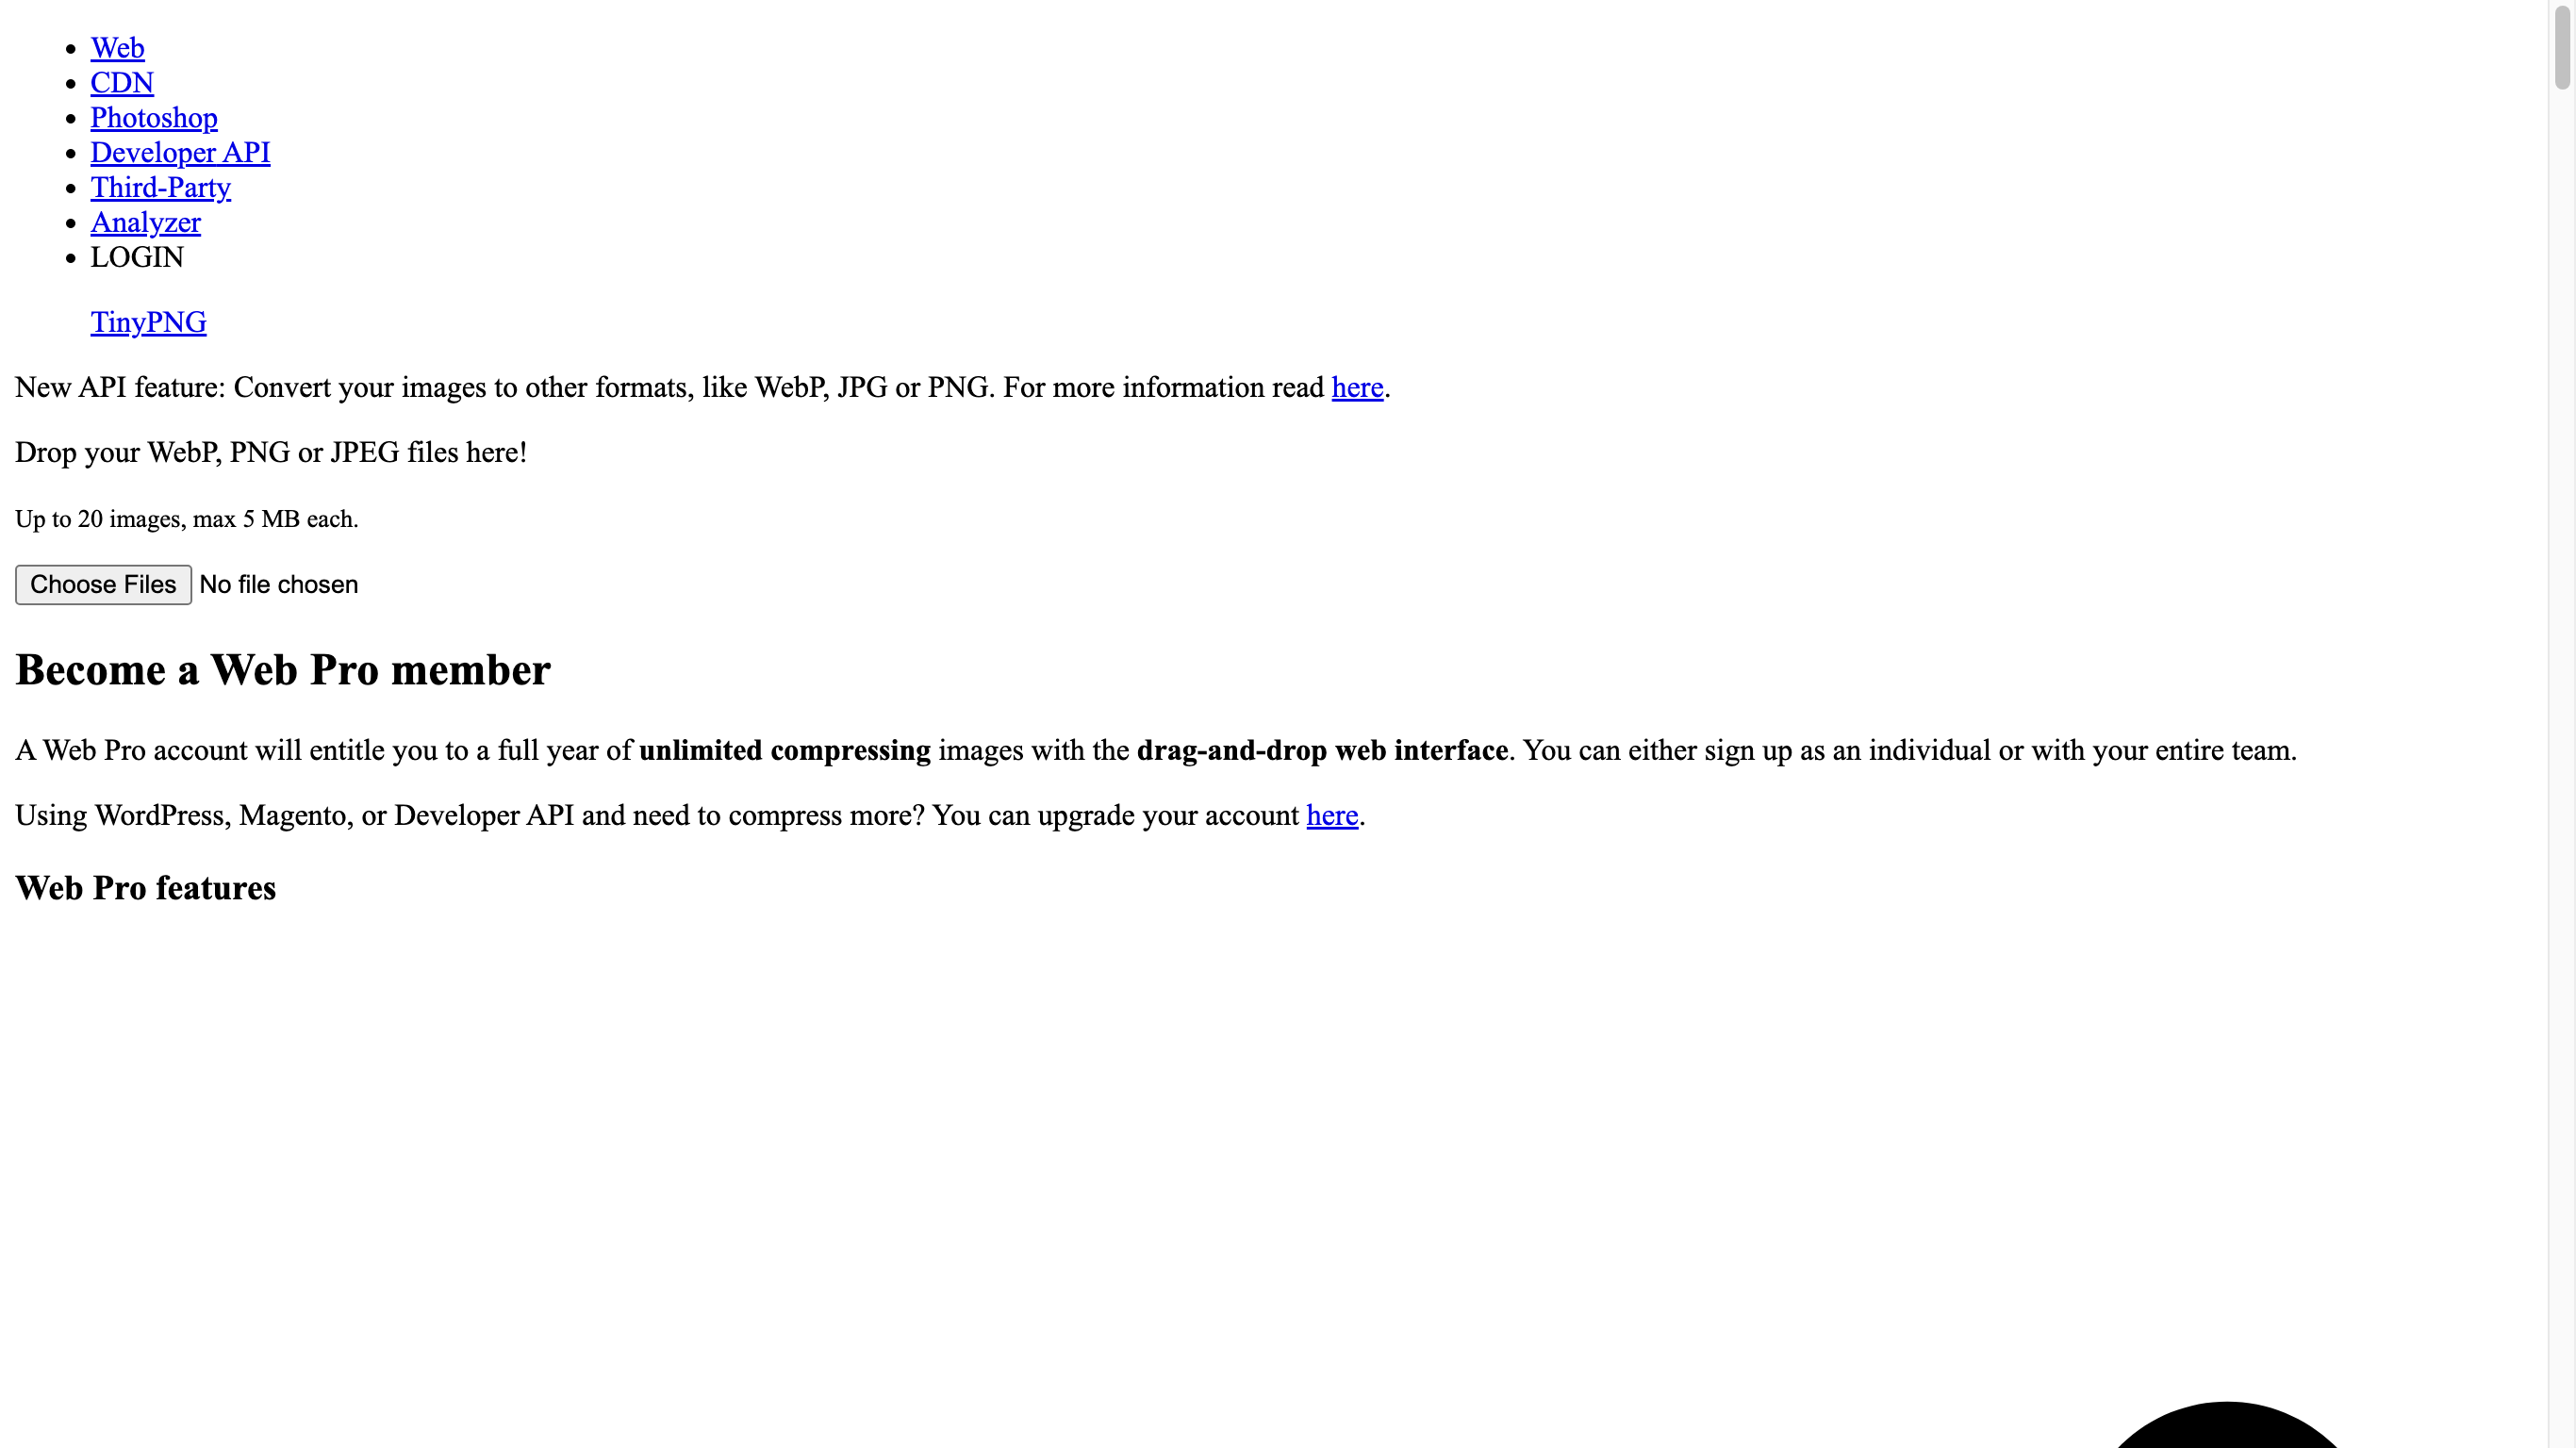 Web
CDN
Photoshop
Developer API
Third-Party
Analyzer
LOGIN
TinyPNG
New API feature: Convert your images to other formats, like WebP, JPG or PNG. For more information read here.
Drop your WebP, PNG or JPEG files here!
Up to 20 images, max 5 MB each.
Choose Files No file chosen
Become a Web Pro member
A Web Pro account will entitle you to a full year of unlimited compressing images with the drag-and-drop web interface. You can either sign up as an individual or with your entire team.
Using WordPress, Magento, or Developer API and need to compress more? You can upgrade your account here.
Web Pro features